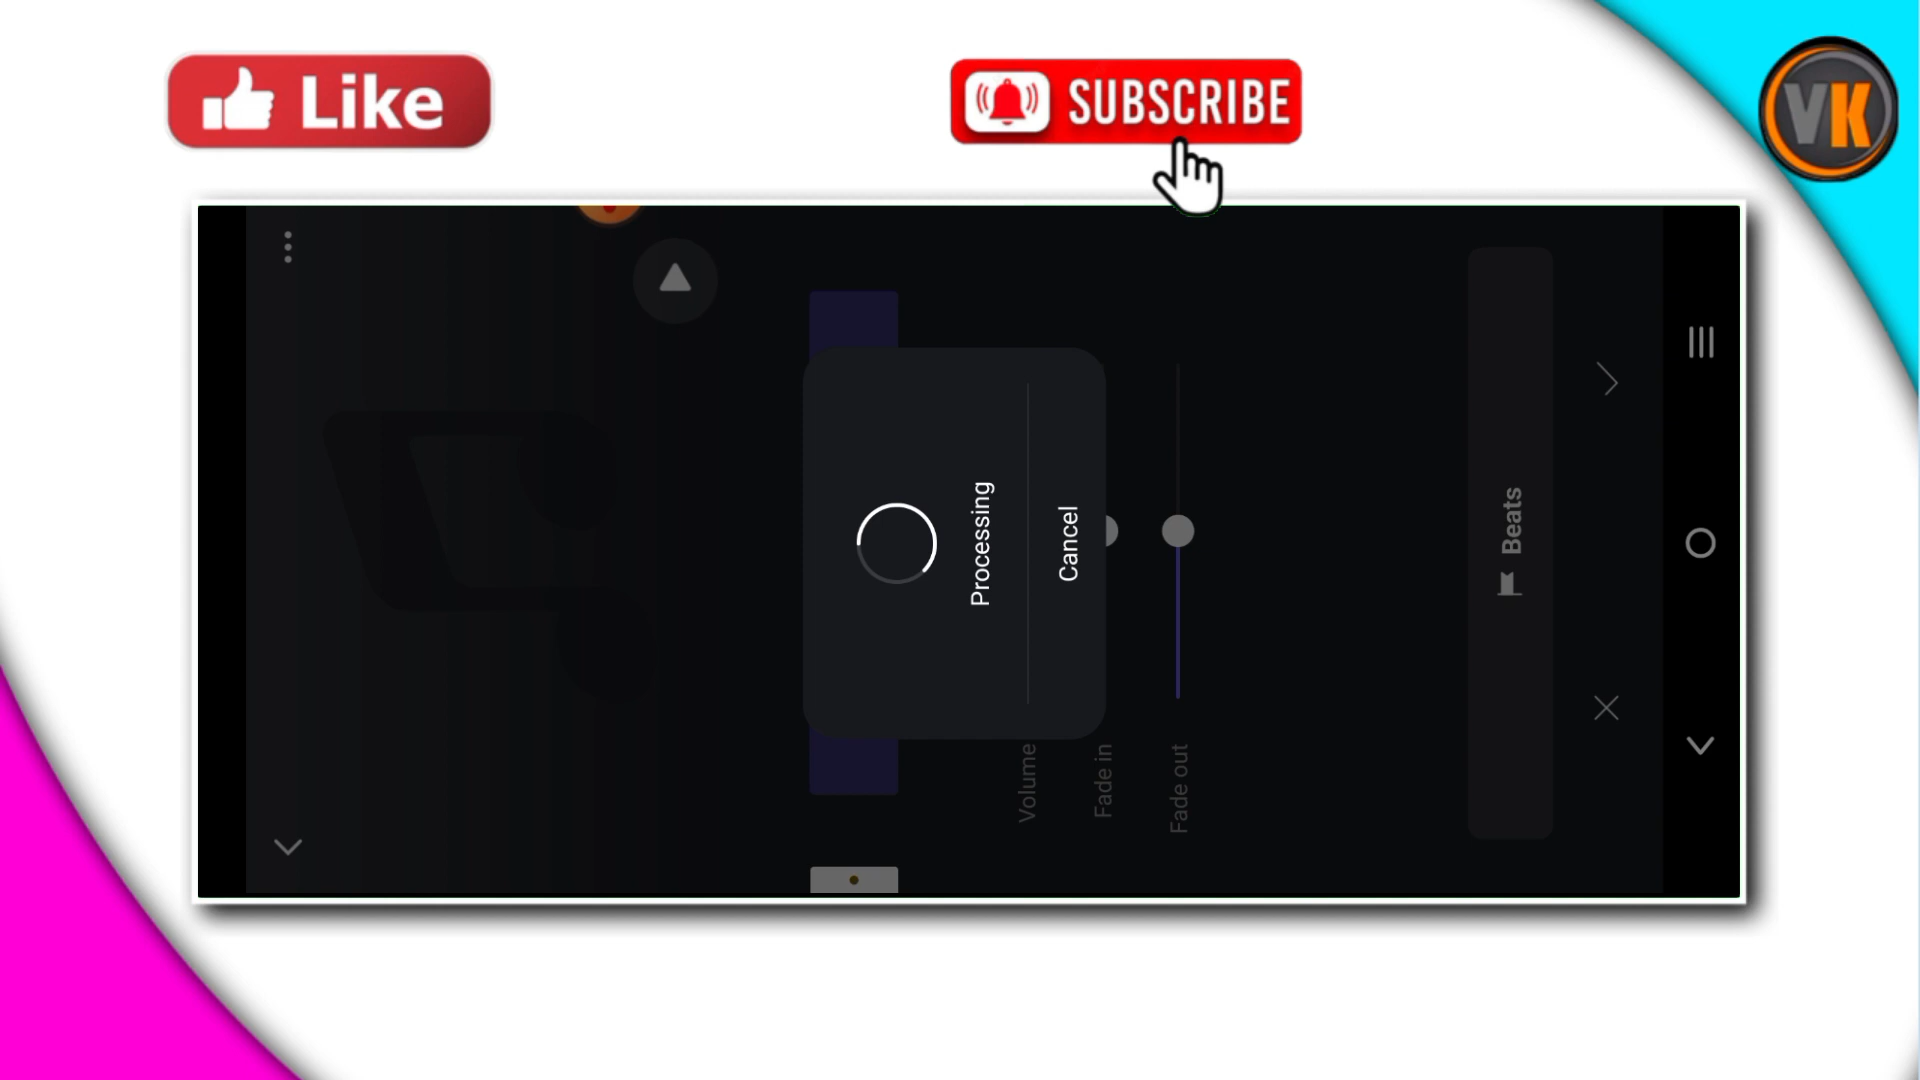 Like
SUBSCRIBE
VK
Processing
Cancel
Volume
Fade in
Fade out
Beats